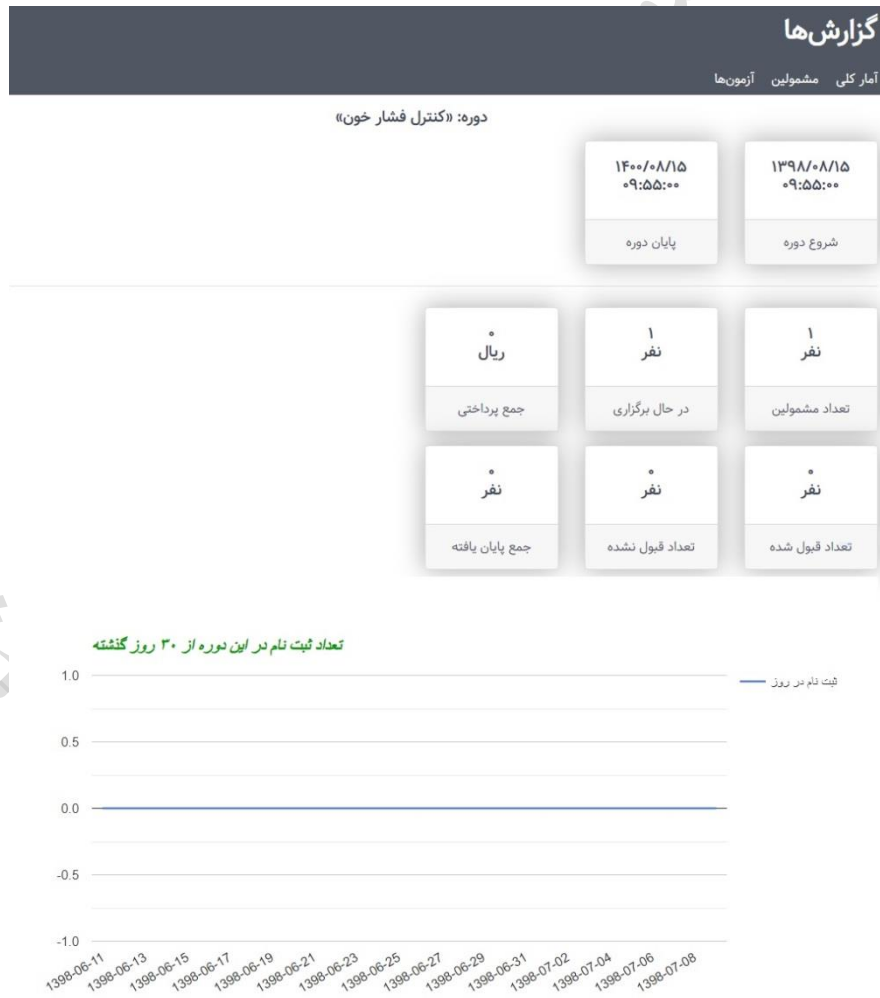 گزارش‌ها
آمار کلی مشمولین آزمون‌ها
دوره: «کنترل فشار خون»
۱۳۹۸/۰۸/۱۵
۰۹:۵۵:۰۰
شروع دوره
۱۴۰۰/۰۸/۱۵
۰۹:۵۵:۰۰
پایان دوره
۱
نفر
تعداد مشمولین
۱
نفر
در حال برگزاری
۰
ریال
جمع پرداختی
۰
نفر
تعداد قبول شده
۰
نفر
تعداد قبول نشده
۰
نفر
جمع پایان یافته
تعداد ثبت نام در این دوره از ۳۰ روز گذشته
ثبت نام در روز
1.0
0.5
0.0
-0.5
-1.0
1398-06-11
1398-06-13
1398-06-15
1398-06-17
1398-06-19
1398-06-21
1398-06-23
1398-06-25
1398-06-27
1398-06-29
1398-06-31
1398-07-02
1398-07-04
1398-07-06
1398-07-08